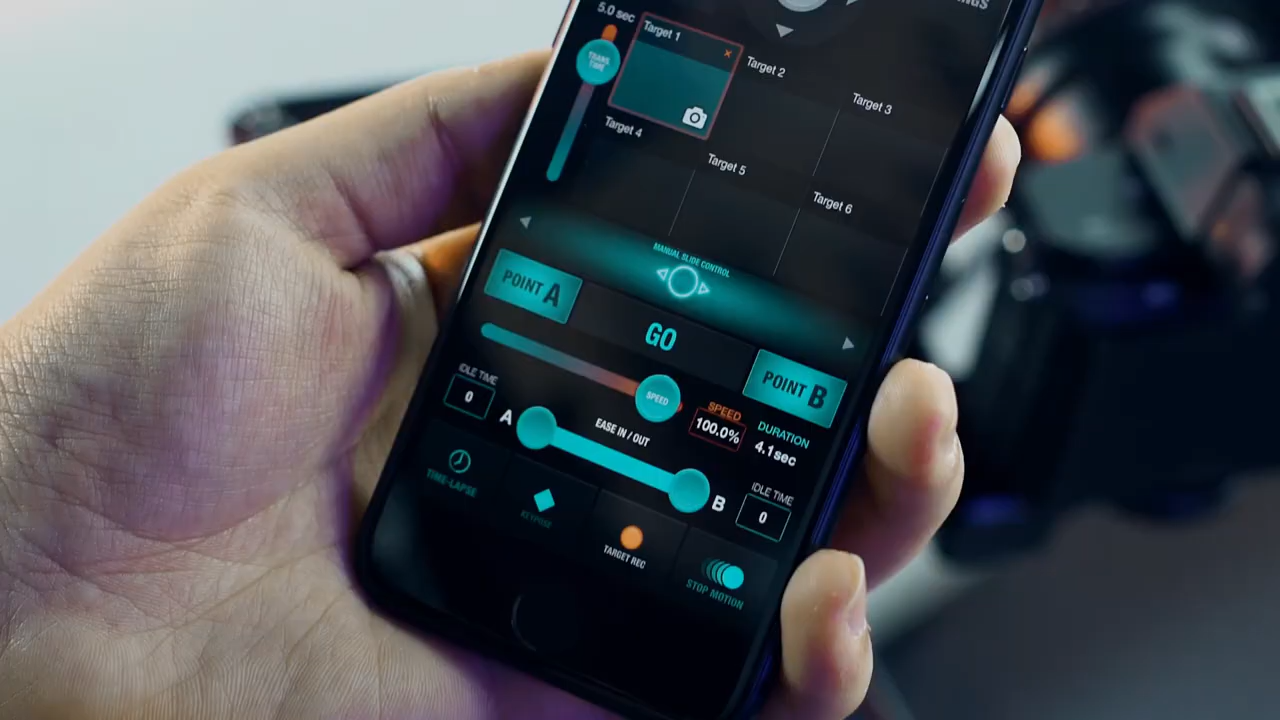 5.0 sec
TRANS. TIME
Target 1
Target 2
Target 3
Target 4
Target 5
Target 6
MANUAL SLIDE CONTROL
POINT A
GO
POINT B
SPEED
IDLE TIME
0
A
EASE IN / OUT
SPEED
100.0%
DURATION
4.1sec
B
IDLE TIME
0
TIME-LAPSE
KEYPOSE
TARGET REC
STOP MOTION